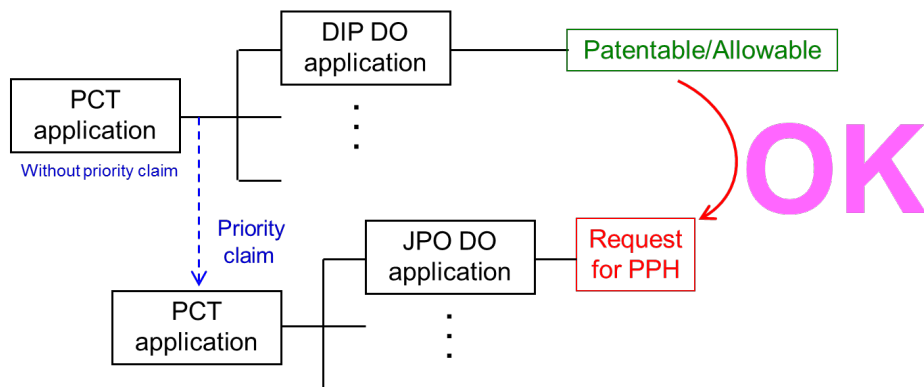 DIP DO
application
Patentable/Allowable
PCT
application
Without priority claim
OK
Priority
claim
JPO DO
application
Request
for PPH
PCT
application